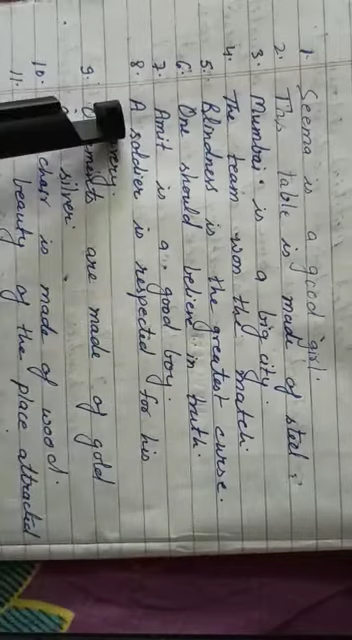 1. Seema is a good girl.
2. This table is made of steel.
3. Mumbai is a big city.
4. The team won the match.
5. Blindness is the greatest curse.
6. One should believe in truth.
7. Amit is a good boy.
8. A soldier is respected for his
9. are made of gold
silver.
10. chair is made of wood.
11. beauty of the place attracted